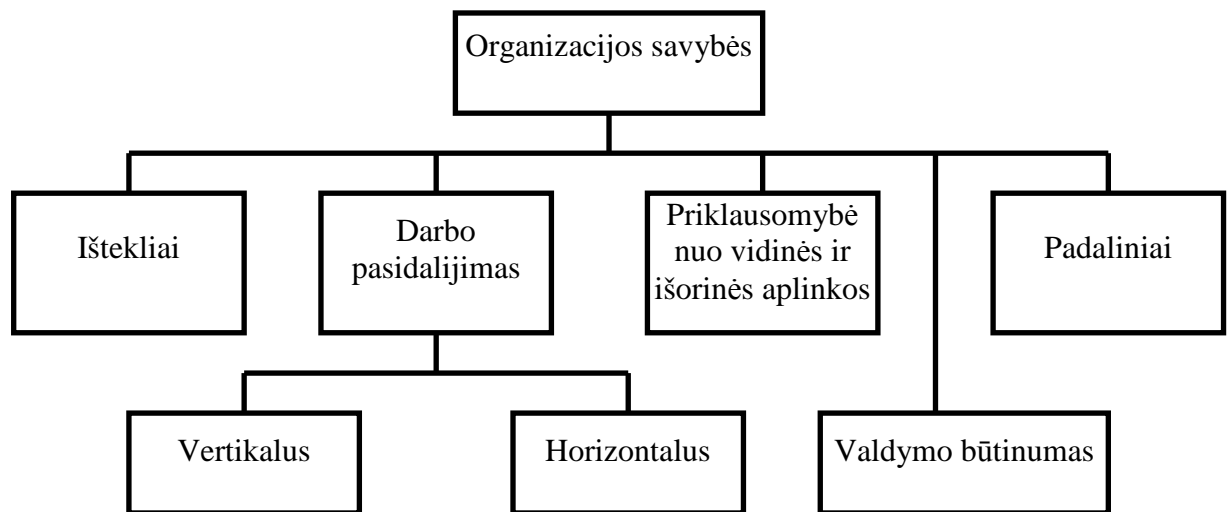 Organizacijos savybės
Ištekliai
Darbo
pasidalijimas
Priklausomybė
nuo vidinės ir
išorinės aplinkos
Padaliniai
Vertikalus
Horizontalus
Valdymo būtinumas